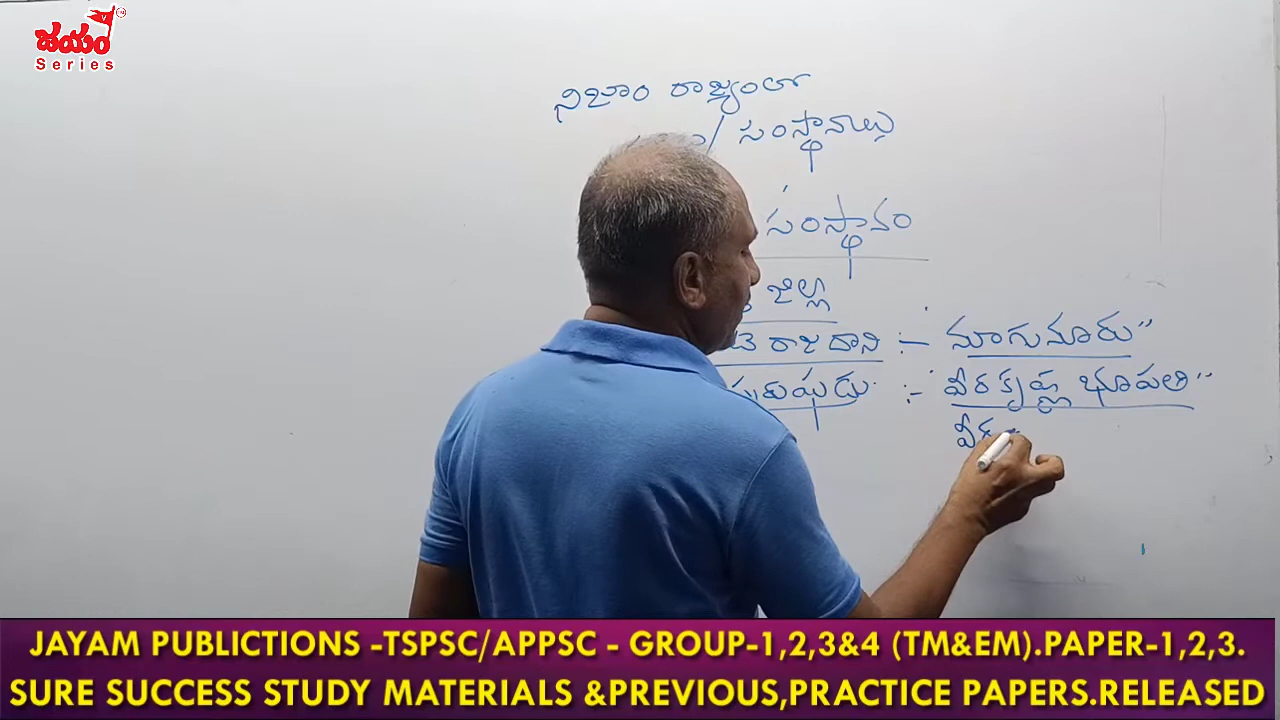 జయం
Series
నిజాం రాజ్యంలో
/ సంస్థానాలు
సంస్థానం
జిల్లా
రాజధాని :- నూగునూరు"
పురుషుడు :- వీరకృష్ణ భూపతి"
వీర
JAYAM PUBLICTIONS -TSPSC/APPSC - GROUP-1,2,3&4 (TM&EM).PAPER-1,2,3.
SURE SUCCESS STUDY MATERIALS &PREVIOUS,PRACTICE PAPERS.RELEASED